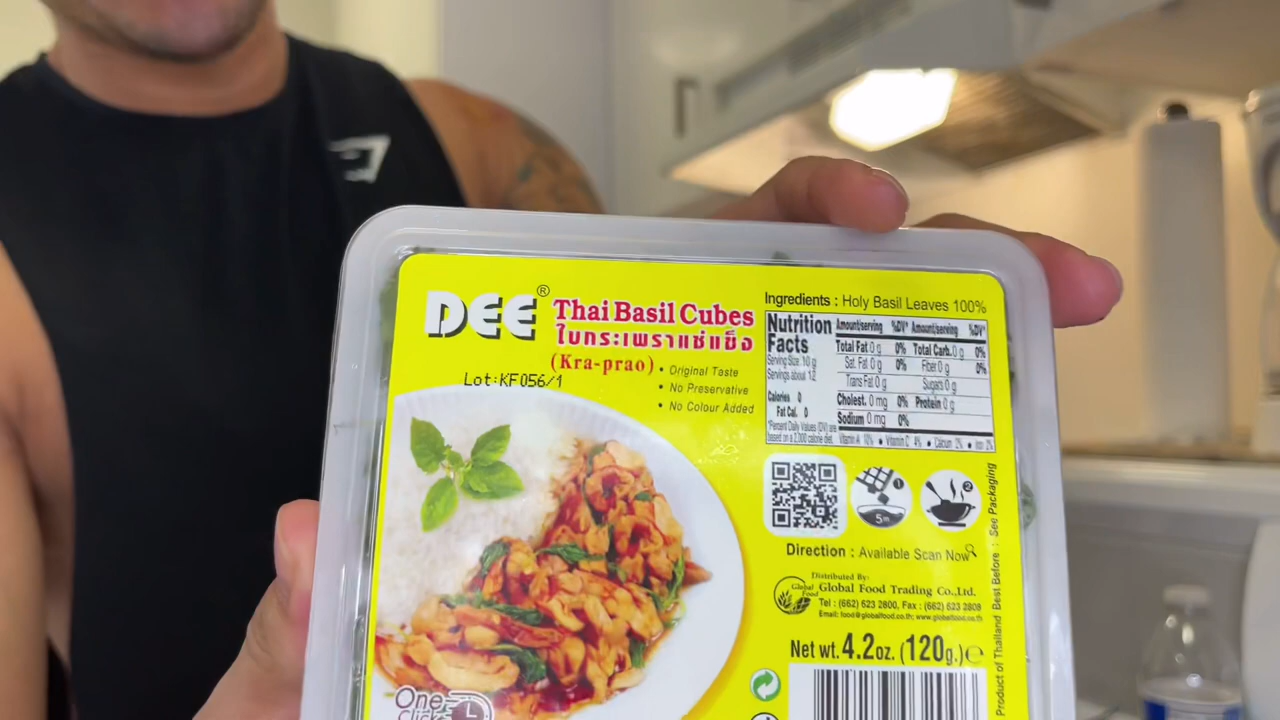 DEE®
Thai Basil Cubes
ใบกระเพราแช่แข็ง
(Kra-prao)
• Original Taste
• No Preservative
• No Colour Added
Lot:KF056/1
One
Click
Ingredients : Holy Basil Leaves 100%
Nutrition Facts
Serving Size 10 g
Servings about 12
Calories 0
Fat Cal. 0
*Percent Daily Values (DV) are
based on a 2,000 calorie diet.
Amount/serving %DV* Amount/serving %DV*
Total Fat 0 g 0% Total Carb. 0 g 0%
Sat. Fat 0 g 0% Fiber 0 g 0%
Trans Fat 0 g Sugars 0 g
Cholest. 0 mg 0% Protein 0 g
Sodium 0 mg 0%
Vitamin A 10% • Vitamin C 4% • Calcium 2% • Iron 2%
1
5m
2
Direction : Available Scan Now
Global
Food
Distributed By:
Global Food Trading Co.,Ltd.
Tel : (662) 623 2800, Fax : (662) 623 2808
Email: food@globalfood.co.th; www.globalfood.co.th
Net wt. 4.2oz. (120g.)e
Product of Thailand Best Before : See Packaging